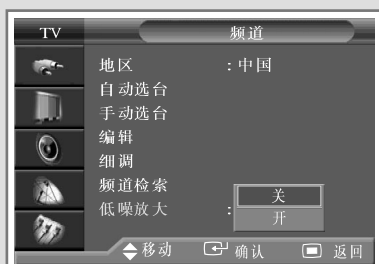 TV 频道
地区 : 中国
自动选台
手动选台
编辑
细调
频道检索
低噪放大 :
关
开
移动 确认 返回